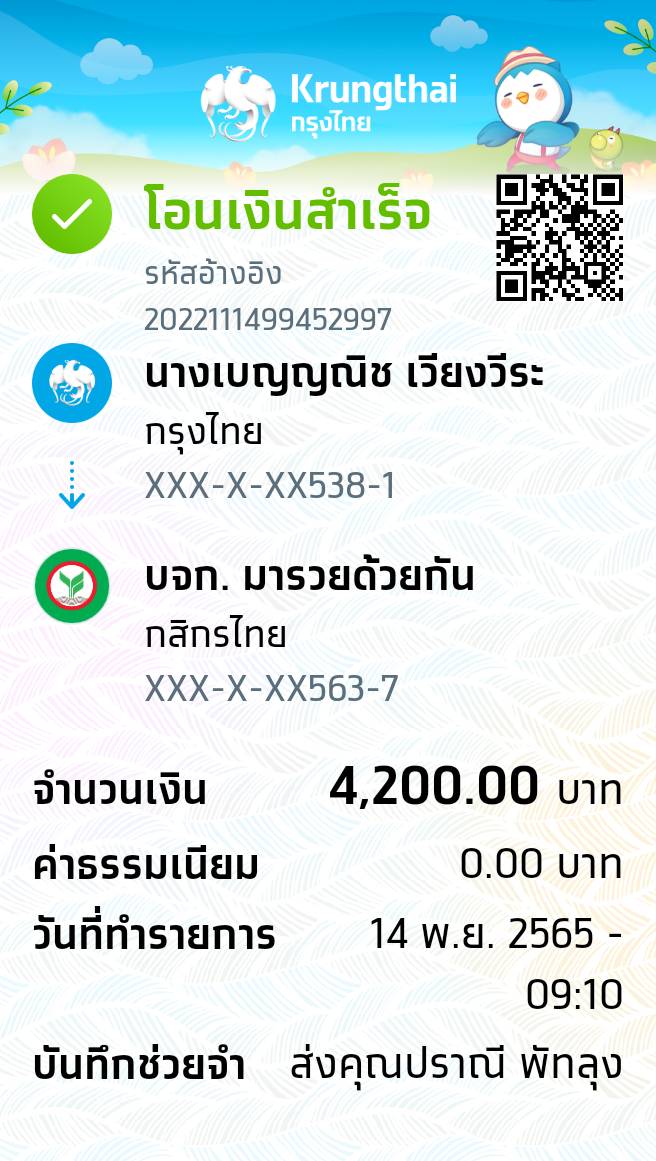 Krungthai
กรุงไทย
โอนเงินสำเร็จ
รหัสอ้างอิง
2022111499452997
นางเบญญณิช เวียงวีระ
กรุงไทย
XXX-X-XX538-1
บจก. มารวยด้วยกัน
กสิกรไทย
XXX-X-XX563-7
จำนวนเงิน 4,200.00 บาท
ค่าธรรมเนียม 0.00 บาท
วันที่ทำรายการ 14 พ.ย. 2565 -
09:10
บันทึกช่วยจำ ส่งคุณปราณี พัทลุง